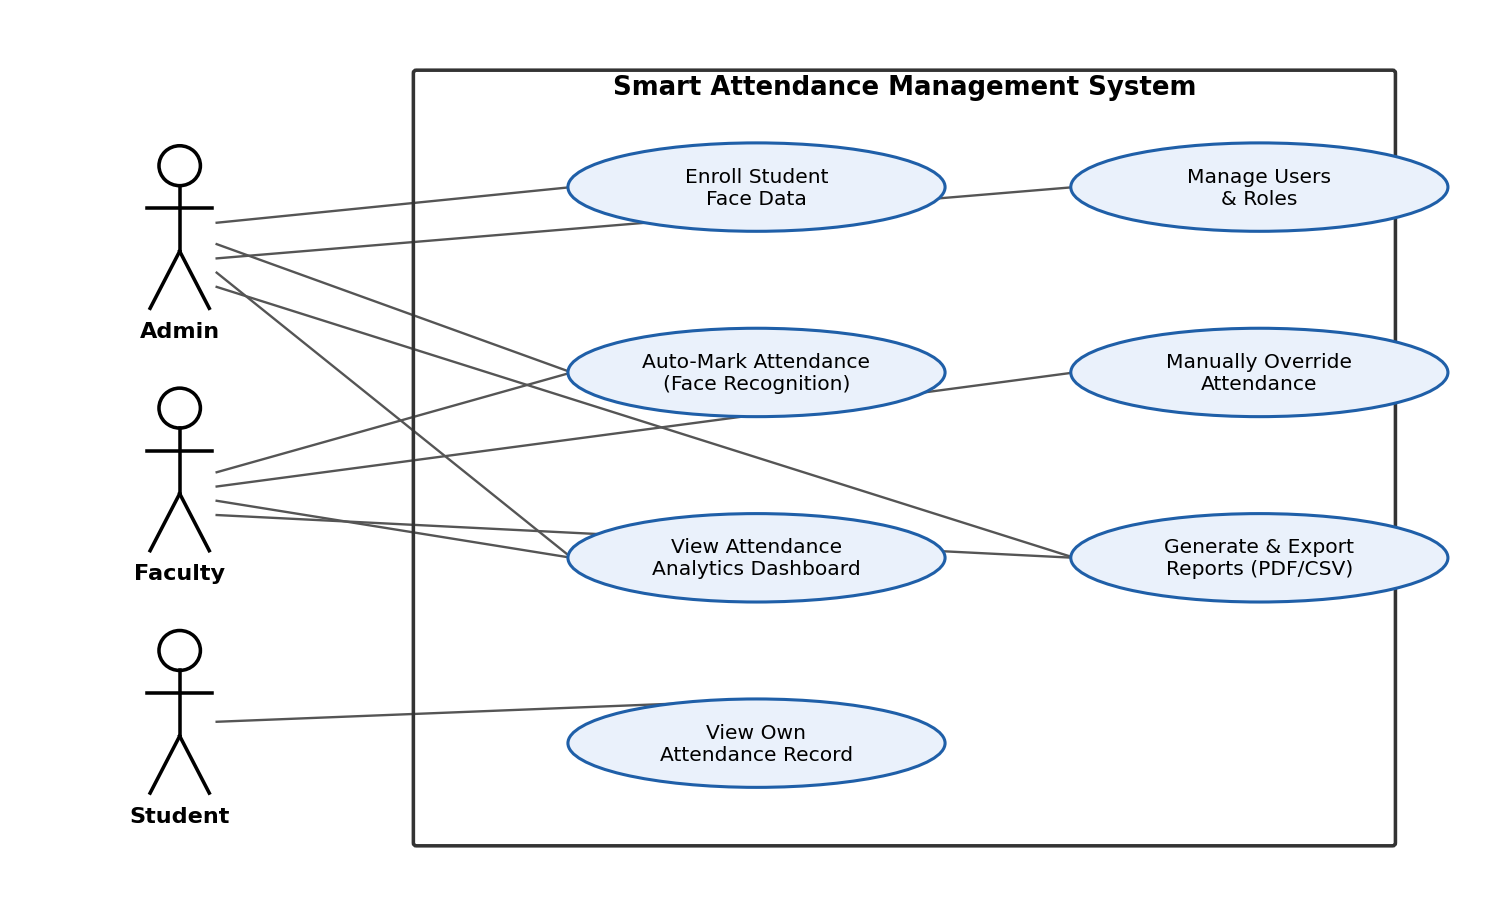 Smart Attendance Management System
Enroll Student
Face Data
Manage Users
& Roles
Admin
Auto-Mark Attendance
(Face Recognition)
Manually Override
Attendance
Faculty
View Attendance
Analytics Dashboard
Generate & Export
Reports (PDF/CSV)
Student
View Own
Attendance Record